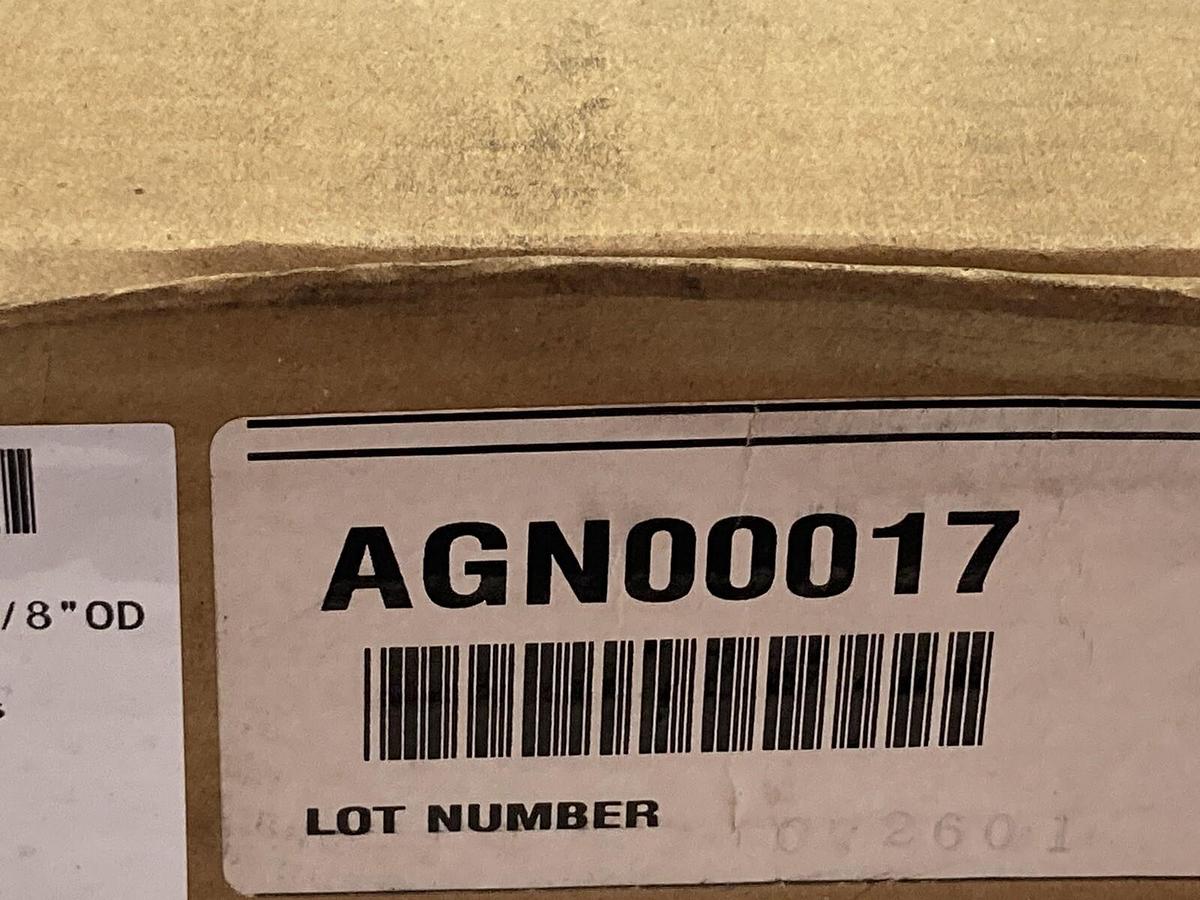 /8"OD
AGN00017
LOT NUMBER